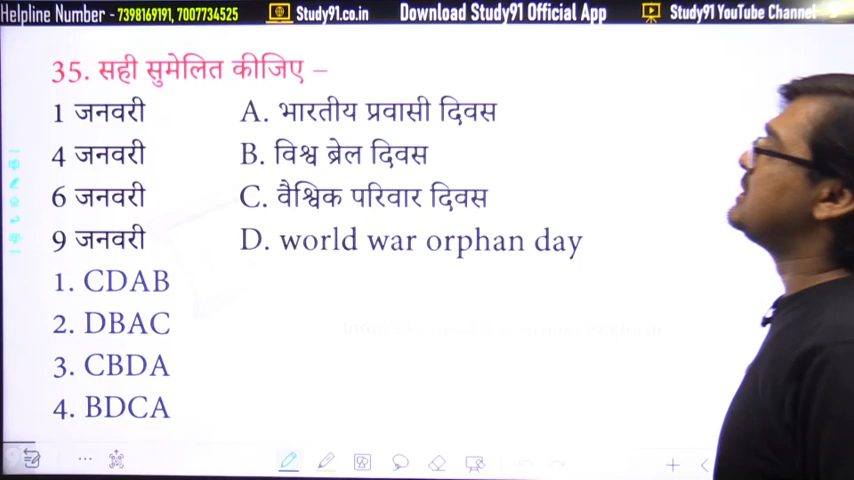 Helpline Number - 7398169191, 7007734525 Study91.co.in Download Study91 Official App Study91 YouTube Channel
35. सही सुमेलित कीजिए –
1 जनवरी A. भारतीय प्रवासी दिवस
4 जनवरी B. विश्व ब्रेल दिवस
6 जनवरी C. वैश्विक परिवार दिवस
9 जनवरी D. world war orphan day
1. CDAB
2. DBAC
3. CBDA
4. BDCA